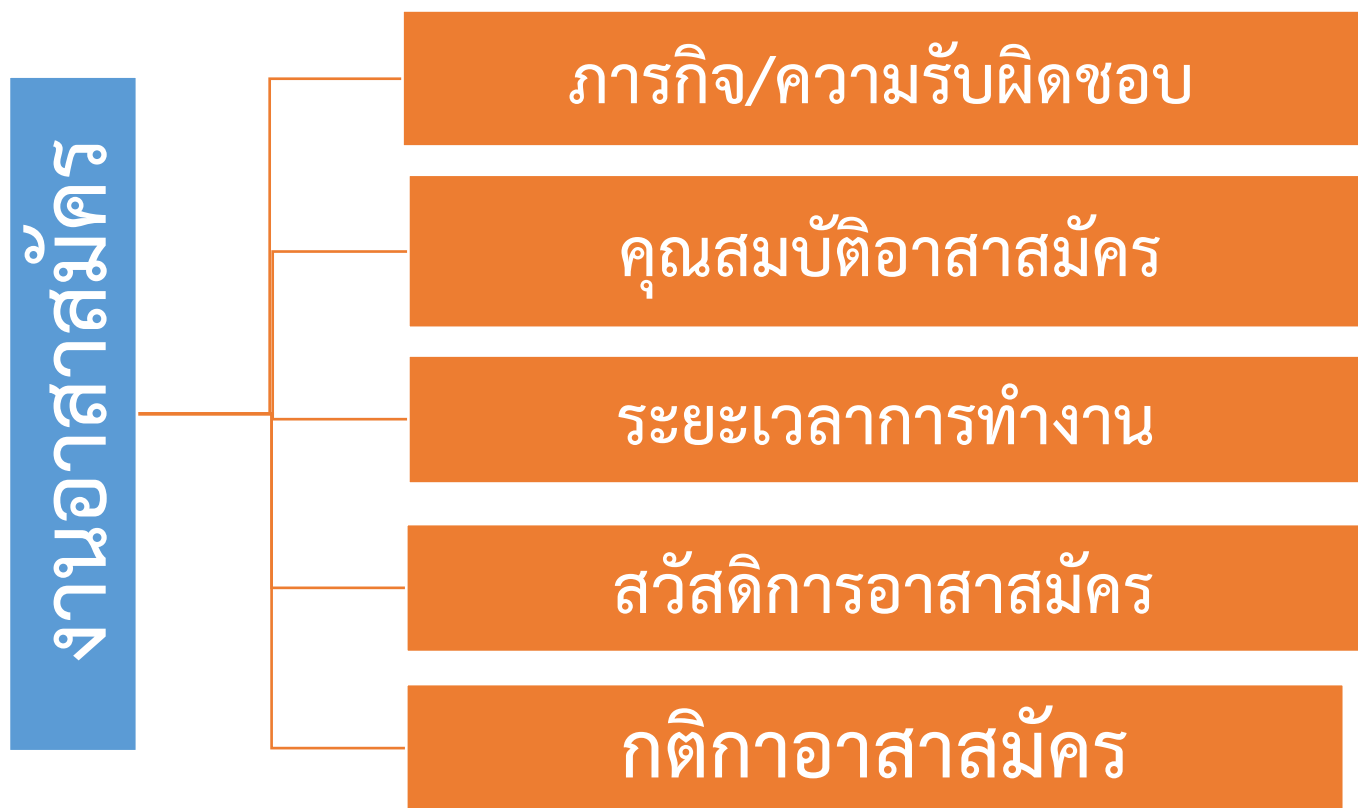 งานอาสาสมัคร
ภารกิจ/ความรับผิดชอบ
คุณสมบัติอาสาสมัคร
ระยะเวลาการทำงาน
สวัสดิการอาสาสมัคร
กติกาอาสาสมัคร